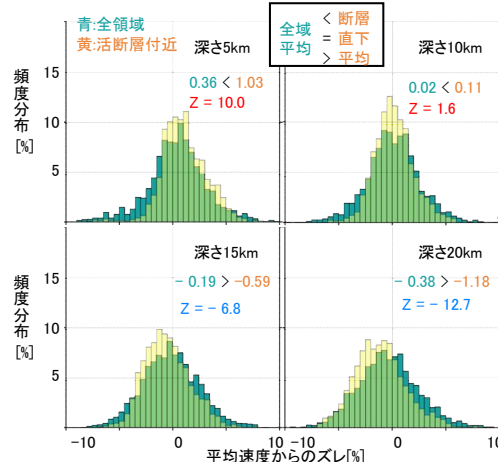 青:全領域
黄:活断層付近
深さ5km
全域
平均
< 断層
= 直下
> 平均
深さ10km
頻度分布
[%]
15
10
5
0.36 < 1.03
Z = 10.0
0.02 < 0.11
Z = 1.6
深さ15km
深さ20km
頻度分布
[%]
15
10
5
- 0.19 > -0.59
Z = - 6.8
- 0.38 > -1.18
Z = - 12.7
-10
0
-10
0
10
平均速度からのズレ[%]